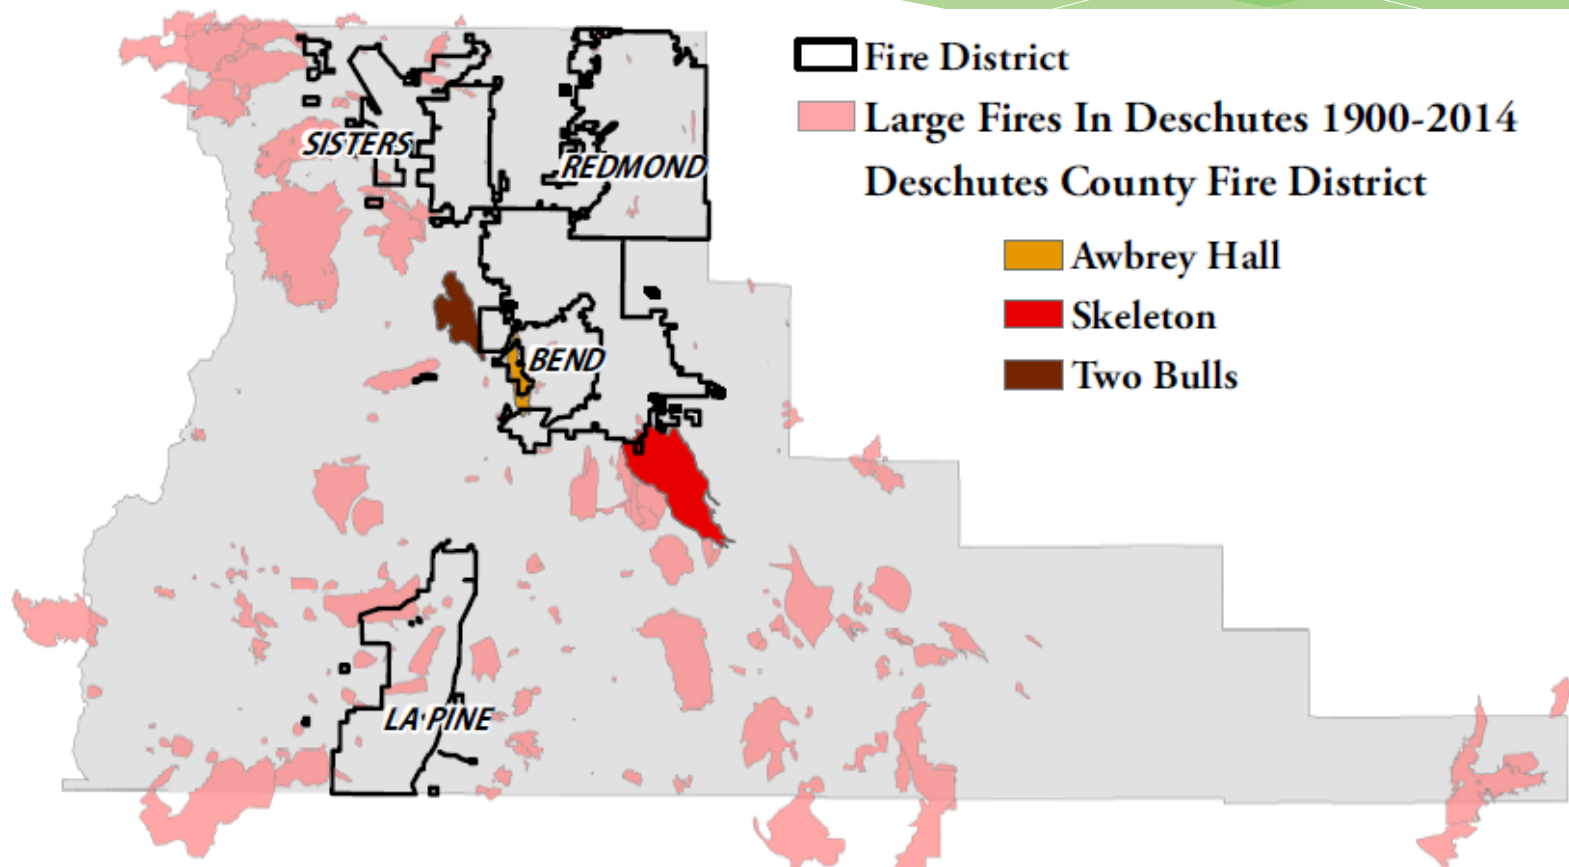 Fire District
Large Fires In Deschutes 1900-2014
Deschutes County Fire District
Awbrey Hall
Skeleton
Two Bulls
SISTERS
REDMOND
BEND
LA PINE